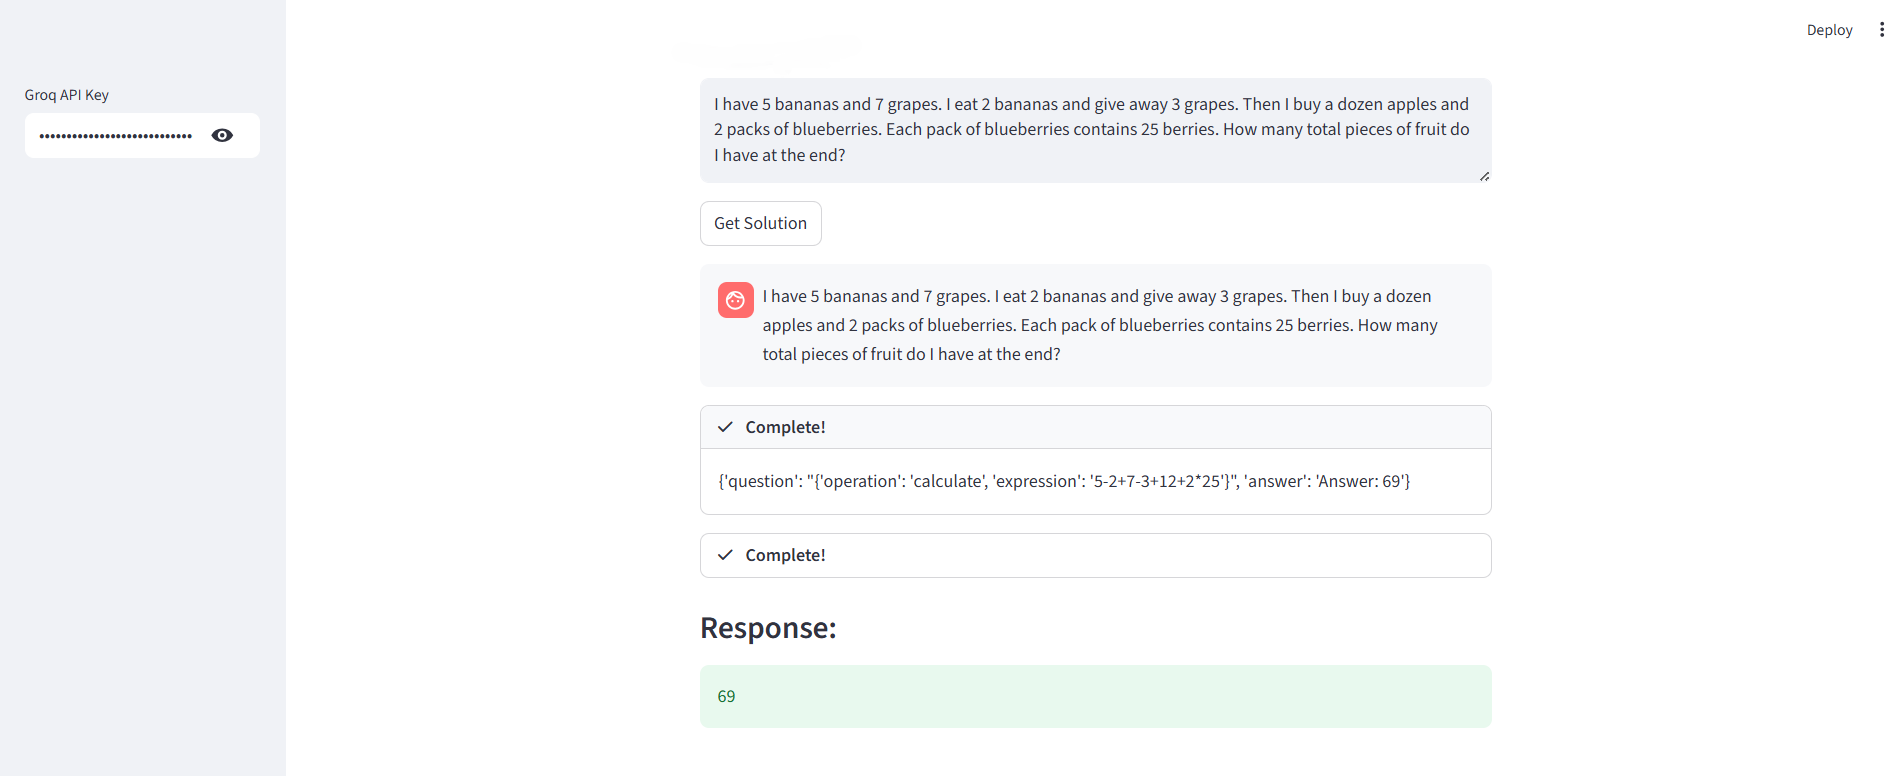 Deploy
Groq API Key
I have 5 bananas and 7 grapes. I eat 2 bananas and give away 3 grapes. Then I buy a dozen apples and
2 packs of blueberries. Each pack of blueberries contains 25 berries. How many total pieces of fruit do
I have at the end?
Get Solution
I have 5 bananas and 7 grapes. I eat 2 bananas and give away 3 grapes. Then I buy a dozen
apples and 2 packs of blueberries. Each pack of blueberries contains 25 berries. How many
total pieces of fruit do I have at the end?
Complete!
{'question': "{'operation': 'calculate', 'expression': '5-2+7-3+12+2*25'}", 'answer': 'Answer: 69'}
Complete!
Response:
69